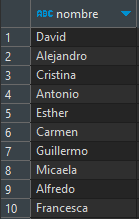 ABC nombre
1 David
2 Alejandro
3 Cristina
4 Antonio
5 Esther
6 Carmen
7 Guillermo
8 Micaela
9 Alfredo
10 Francesca